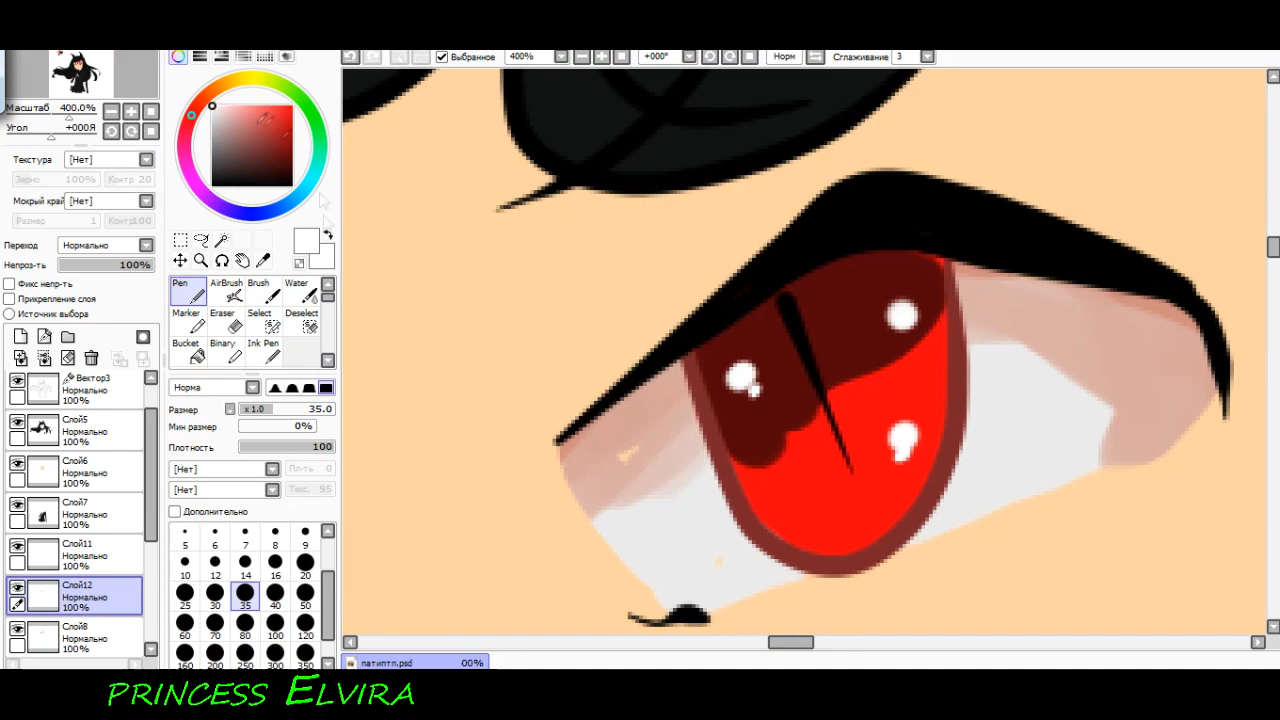 Выбранное 400% +000° Норм Сглаживание 3
Масштаб 400.0%
Угол +000Я
Текстура [Нет]
Зерно 100% Контр 20
Мокрый край [Нет]
Размер 1 Контр 100
Переход Нормально
Непроз-ть 100%
Фикс непр-ть
Прикрепление слоя
Источник выбора
Вектор3
Нормально
100%
Слой5
Нормально
100%
Слой6
Нормально
100%
Слой7
Нормально
100%
Слой11
Нормально
100%
Слой12
Нормально
100%
Слой8
Нормально
100%
Pen AirBrush Brush Water
Marker Eraser Select Deselect
Bucket Binary Ink Pen
Норма
Размер x 1.0 35.0
Мин размер 0%
Плотность 100
[Нет] Пл-ть 0
[Нет] Текс. 95
Дополнительно
5 6 7 8 9
10 12 14 16 20
25 30 35 40 50
60 70 80 100 120
160 200 250 300 350
патиптп.psd 00%
PRINCESS ELVIRA